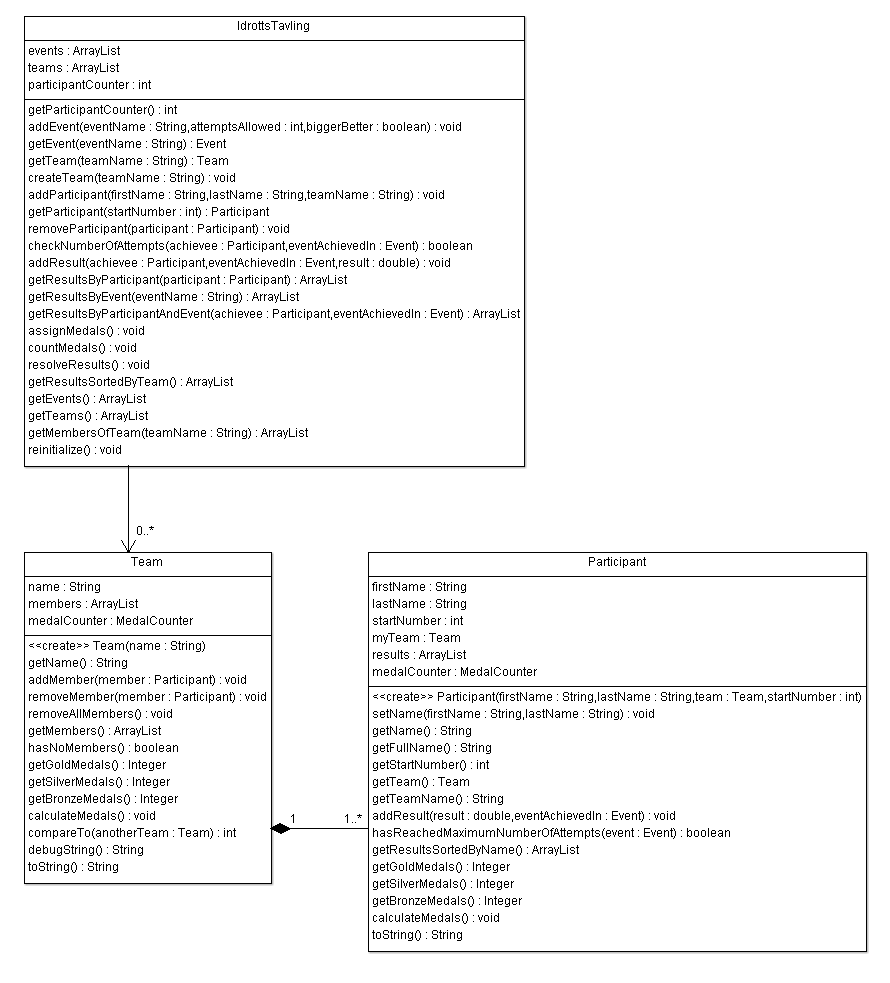 IdrottsTavling
events : ArrayList
teams : ArrayList
participantCounter : int
getParticipantCounter() : int
addEvent(eventName : String,attemptsAllowed : int,biggerBetter : boolean) : void
getEvent(eventName : String) : Event
getTeam(teamName : String) : Team
createTeam(teamName : String) : void
addParticipant(firstName : String,lastName : String,teamName : String) : void
getParticipant(startNumber : int) : Participant
removeParticipant(participant : Participant) : void
checkNumberOfAttempts(achievee : Participant,eventAchievedIn : Event) : boolean
addResult(achievee : Participant,eventAchievedIn : Event,result : double) : void
getResultsByParticipant(participant : Participant) : ArrayList
getResultsByEvent(eventName : String) : ArrayList
getResultsByParticipantAndEvent(achievee : Participant,eventAchievedIn : Event) : ArrayList
assignMedals() : void
countMedals() : void
resolveResults() : void
getResultsSortedByTeam() : ArrayList
getEvents() : ArrayList
getTeams() : ArrayList
getMembersOfTeam(teamName : String) : ArrayList
reinitialize() : void
0..*
Team
name : String
members : ArrayList
medalCounter : MedalCounter
<<create>> Team(name : String)
getName() : String
addMember(member : Participant) : void
removeMember(member : Participant) : void
removeAllMembers() : void
getMembers() : ArrayList
hasNoMembers() : boolean
getGoldMedals() : Integer
getSilverMedals() : Integer
getBronzeMedals() : Integer
calculateMedals() : void
compareTo(anotherTeam : Team) : int
debugString() : String
toString() : String
1
1..*
Participant
firstName : String
lastName : String
startNumber : int
myTeam : Team
results : ArrayList
medalCounter : MedalCounter
<<create>> Participant(firstName : String,lastName : String,team : Team,startNumber : int)
setName(firstName : String,lastName : String) : void
getName() : String
getFullName() : String
getStartNumber() : int
getTeam() : Team
getTeamName() : String
addResult(result : double,eventAchievedIn : Event) : void
hasReachedMaximumNumberOfAttempts(event : Event) : boolean
getResultsSortedByName() : ArrayList
getGoldMedals() : Integer
getSilverMedals() : Integer
getBronzeMedals() : Integer
calculateMedals() : void
toString() : String